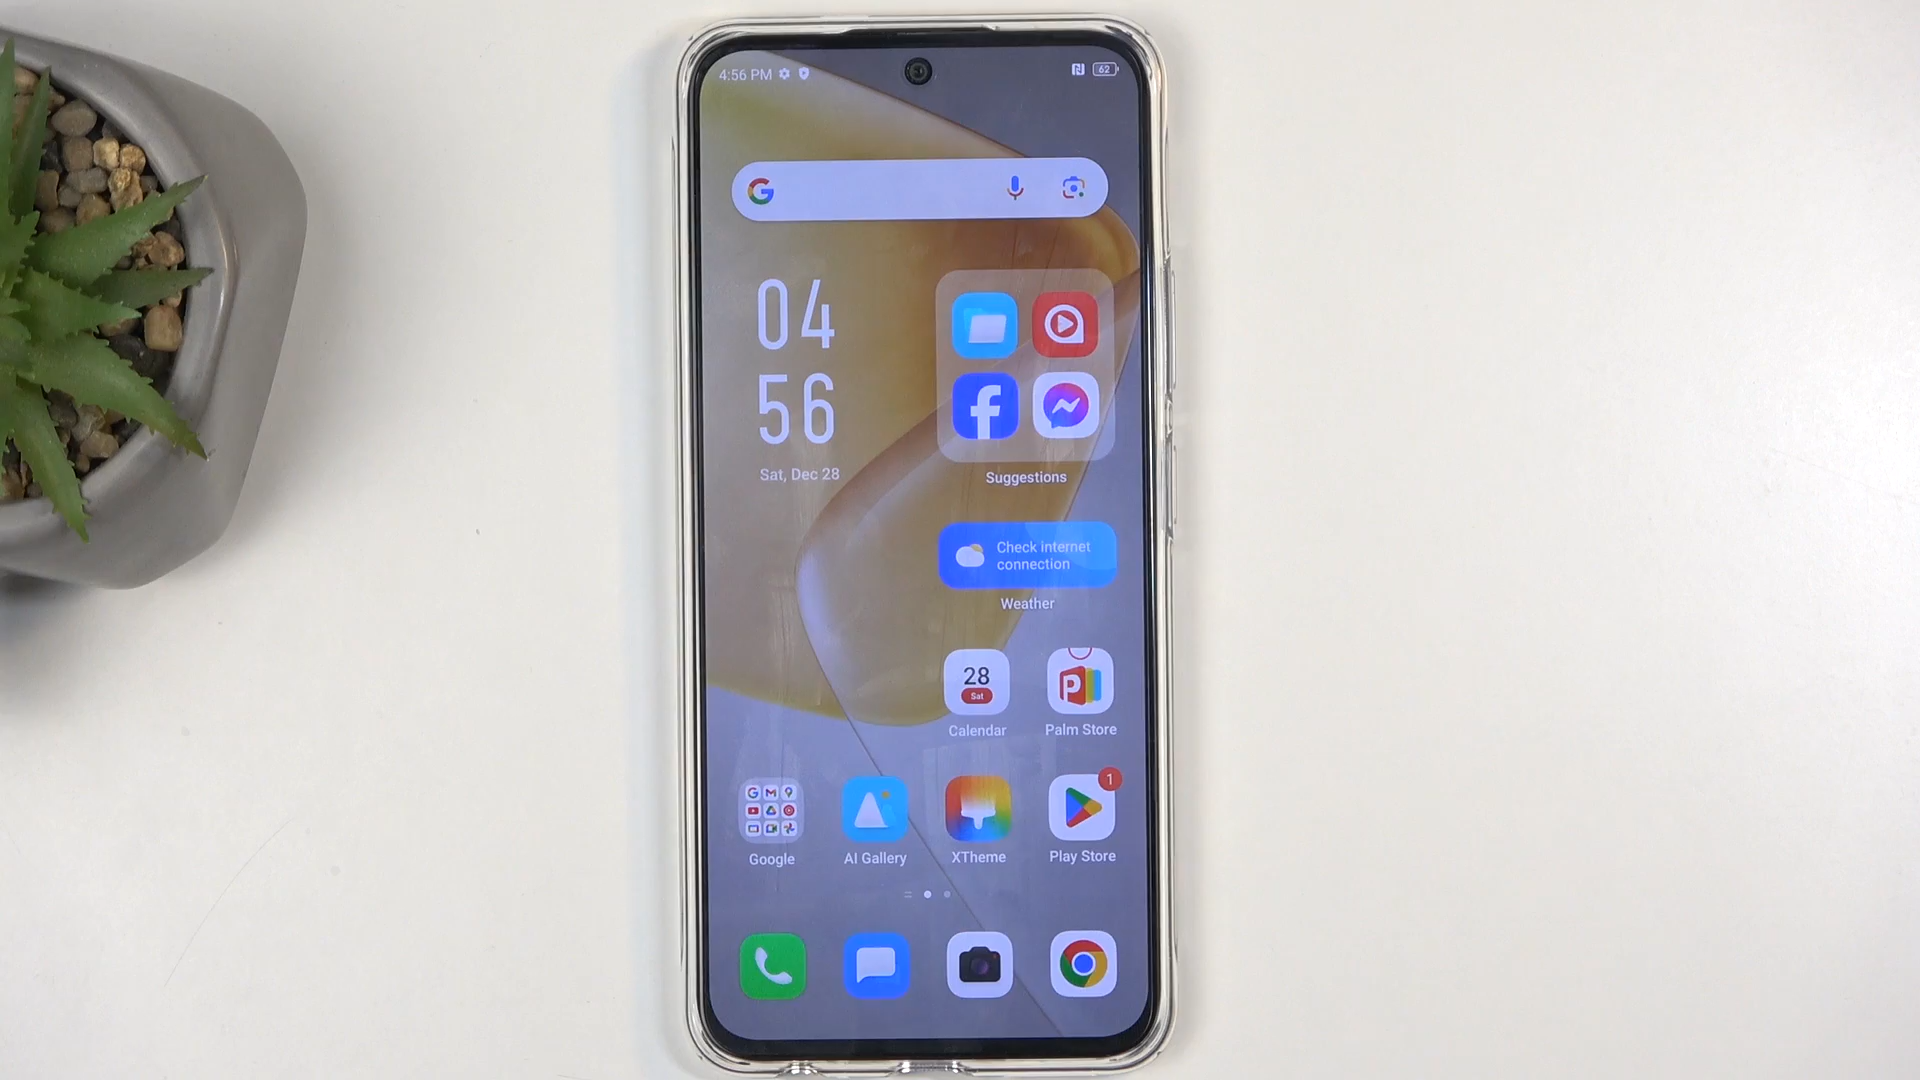 4:56 PM
62
04
56
Sat, Dec 28
Suggestions
Check internet
connection
Weather
28
Sat
Calendar
Palm Store
1
Google
AI Gallery
XTheme
Play Store